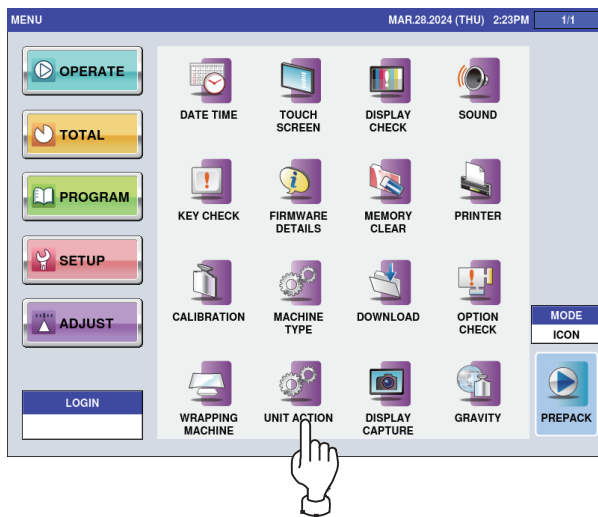 MENU
MAR.28.2024 (THU) 2:23PM
1/1
OPERATE
TOTAL
PROGRAM
SETUP
ADJUST
LOGIN
DATE TIME
TOUCH
SCREEN
DISPLAY
CHECK
SOUND
KEY CHECK
FIRMWARE
DETAILS
MEMORY
CLEAR
PRINTER
CALIBRATION
MACHINE
TYPE
DOWNLOAD
OPTION
CHECK
WRAPPING
MACHINE
UNIT ACTION
DISPLAY
CAPTURE
GRAVITY
MODE
ICON
PREPACK